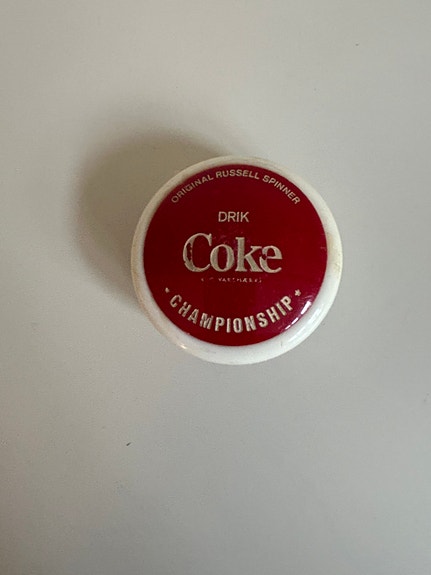 ORIGINAL RUSSELL SPINNER
DRIK
Coke
★ CHAMPIONSHIP ★